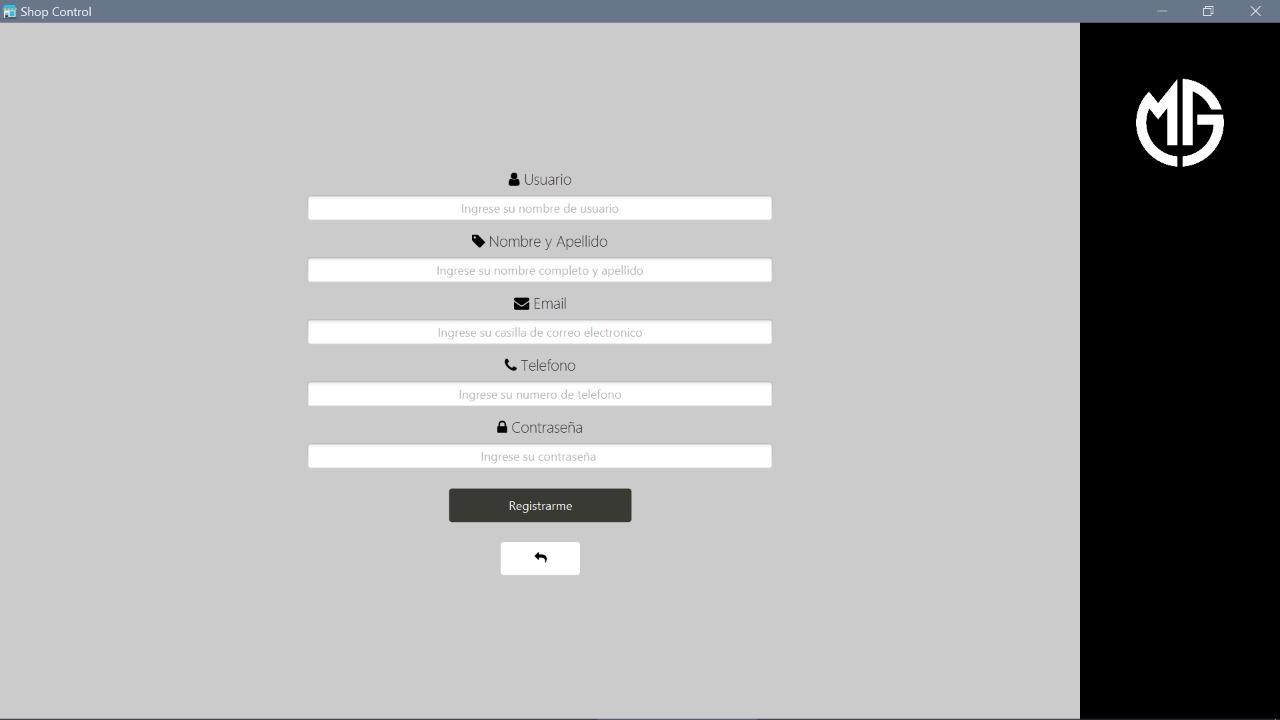 Shop Control
MG
Usuario
Ingrese su nombre de usuario
Nombre y Apellido
Ingrese su nombre completo y apellido
Email
Ingrese su casilla de correo electronico
Telefono
Ingrese su numero de telefono
Contraseña
Ingrese su contraseña
Registrarme